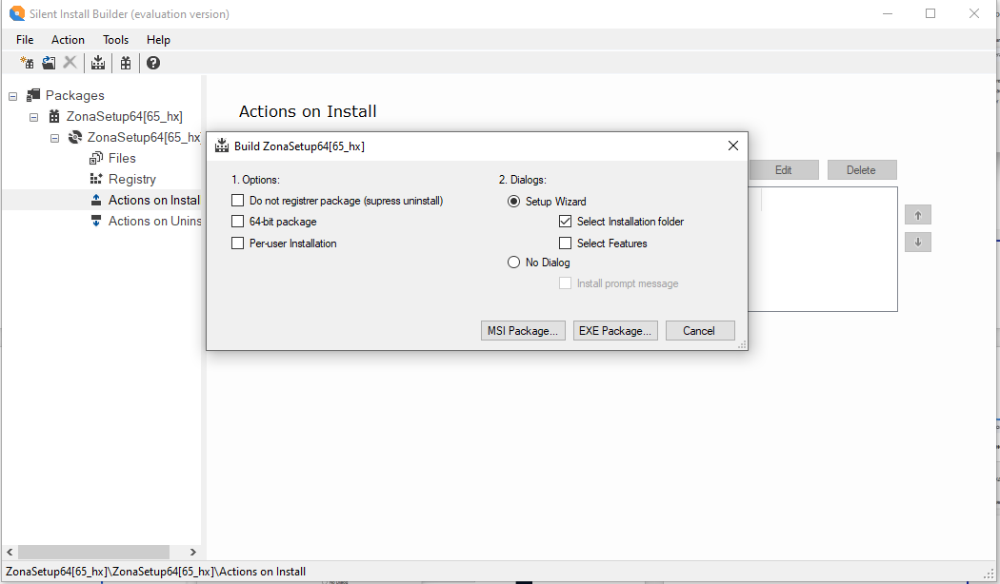 Silent Install Builder (evaluation version)
File Action Tools Help
Packages
ZonaSetup64[65_hx]
ZonaSetup64[65_hx
Files
Registry
Actions on Instal
Actions on Unins
Actions on Install
Edit Delete
Build ZonaSetup64[65_hx]
1. Options:
Do not registrer package (supress uninstall)
64-bit package
Per-user Installation
2. Dialogs:
Setup Wizard
Select Installation folder
Select Features
No Dialog
Install prompt message
MSI Package... EXE Package... Cancel
ZonaSetup64[65_hx]\ZonaSetup64[65_hx]\Actions on Install